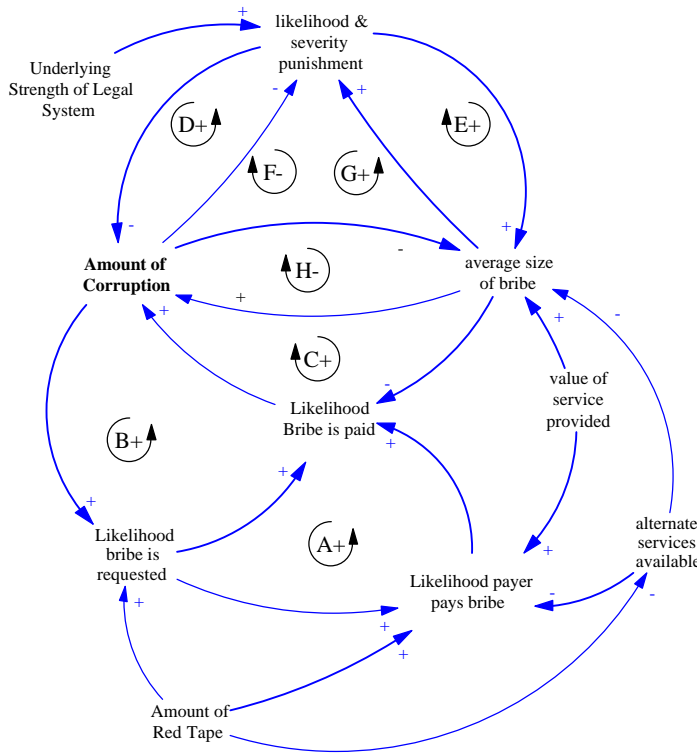 +
likelihood &
severity
punishment
Underlying
Strength of Legal
System
-
+
D+
E+
F-
G+
-
+
Amount of
Corruption
-
average size
of bribe
H-
+
+
+
-
C+
-
value of
service
provided
Likelihood
Bribe is paid
B+
+
+
+
Likelihood
bribe is
requested
A+
alternate
services
available
+
Likelihood payer
pays bribe
-
-
+
+
+
Amount of
Red Tape